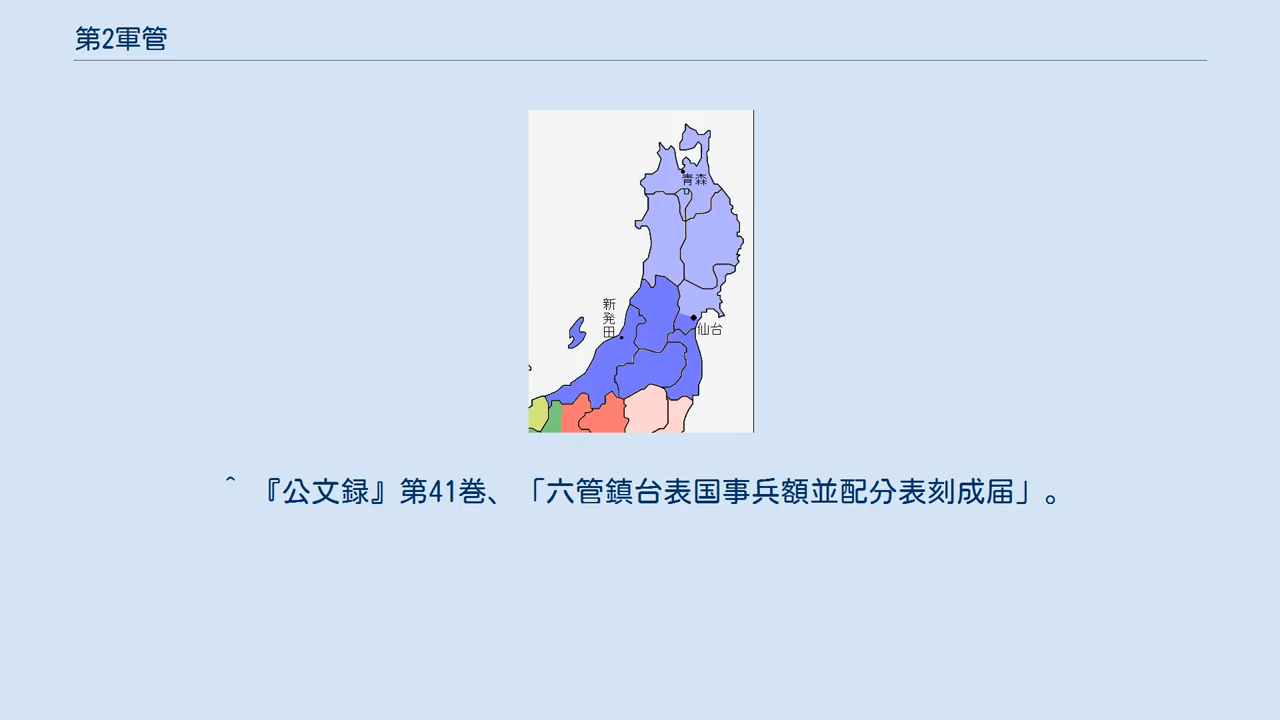 第2軍管
青森
新発田
仙台
^ 『公文録』第41巻、「六管鎮台表国事兵額並配分表刻成届」。